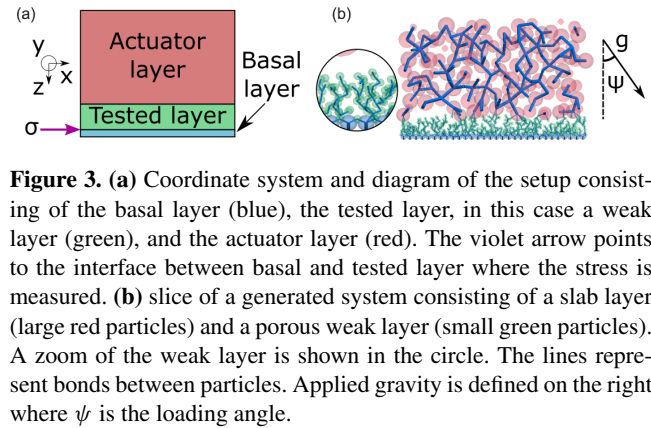 (a)
(b)
y
x
z
σ
Actuator
layer
Tested layer
Basal
layer
g
ψ
Figure 3. (a) Coordinate system and diagram of the setup consist-
ing of the basal layer (blue), the tested layer, in this case a weak
layer (green), and the actuator layer (red). The violet arrow points
to the interface between basal and tested layer where the stress is
measured. (b) slice of a generated system consisting of a slab layer
(large red particles) and a porous weak layer (small green particles).
A zoom of the weak layer is shown in the circle. The lines repre-
sent bonds between particles. Applied gravity is defined on the right
where ψ is the loading angle.